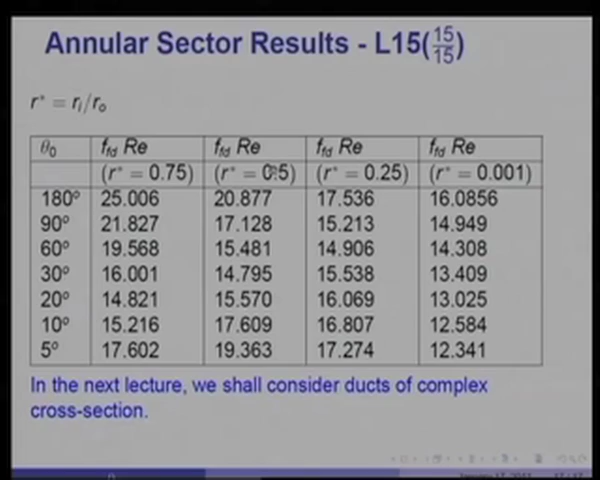 Annular Sector Results - L15(15/15)
r* = rᵢ/rₒ
θ₀ f_fd Re f_fd Re f_fd Re f_fd Re
(r* = 0.75) (r* = 0.5) (r* = 0.25) (r* = 0.001)
180° 25.006 20.877 17.536 16.0856
90° 21.827 17.128 15.213 14.949
60° 19.568 15.481 14.906 14.308
30° 16.001 14.795 15.538 13.409
20° 14.821 15.570 16.069 13.025
10° 15.216 17.609 16.807 12.584
5° 17.602 19.363 17.274 12.341
In the next lecture, we shall consider ducts of complex
cross-section.